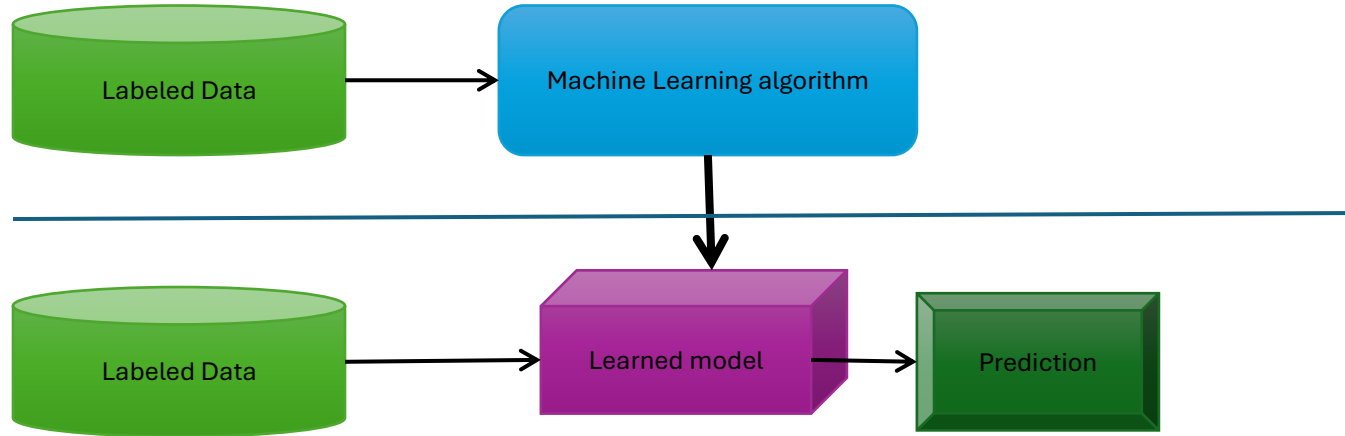 Labeled Data
Machine Learning algorithm
Labeled Data
Learned model
Prediction